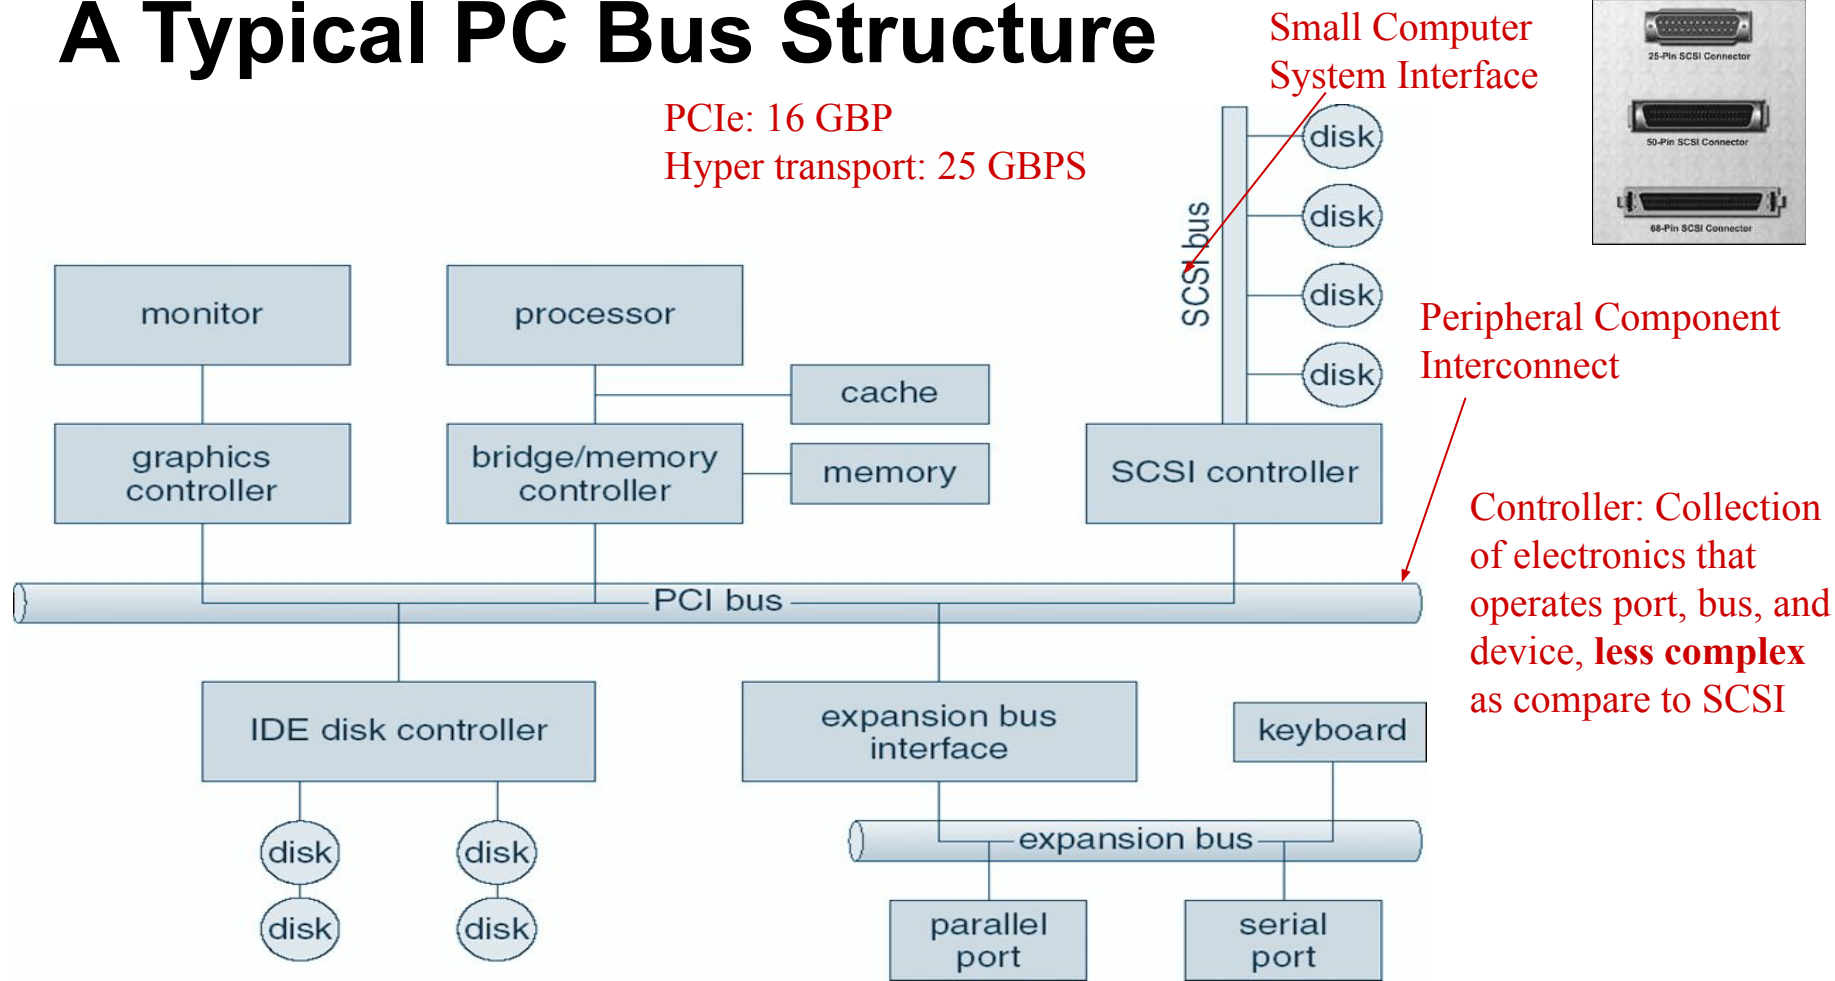 A Typical PC Bus Structure
Small Computer
System Interface
25-Pin SCSI Connector
50-Pin SCSI Connector
68-Pin SCSI Connector
PCIe: 16 GBP
Hyper transport: 25 GBPS
disk
disk
disk
disk
SCSI bus
monitor
processor
cache
Peripheral Component
Interconnect
graphics
controller
bridge/memory
controller
memory
SCSI controller
Controller: Collection
of electronics that
operates port, bus, and
device, less complex
as compare to SCSI
PCI bus
IDE disk controller
expansion bus
interface
keyboard
disk
disk
expansion bus
disk
disk
parallel
port
serial
port